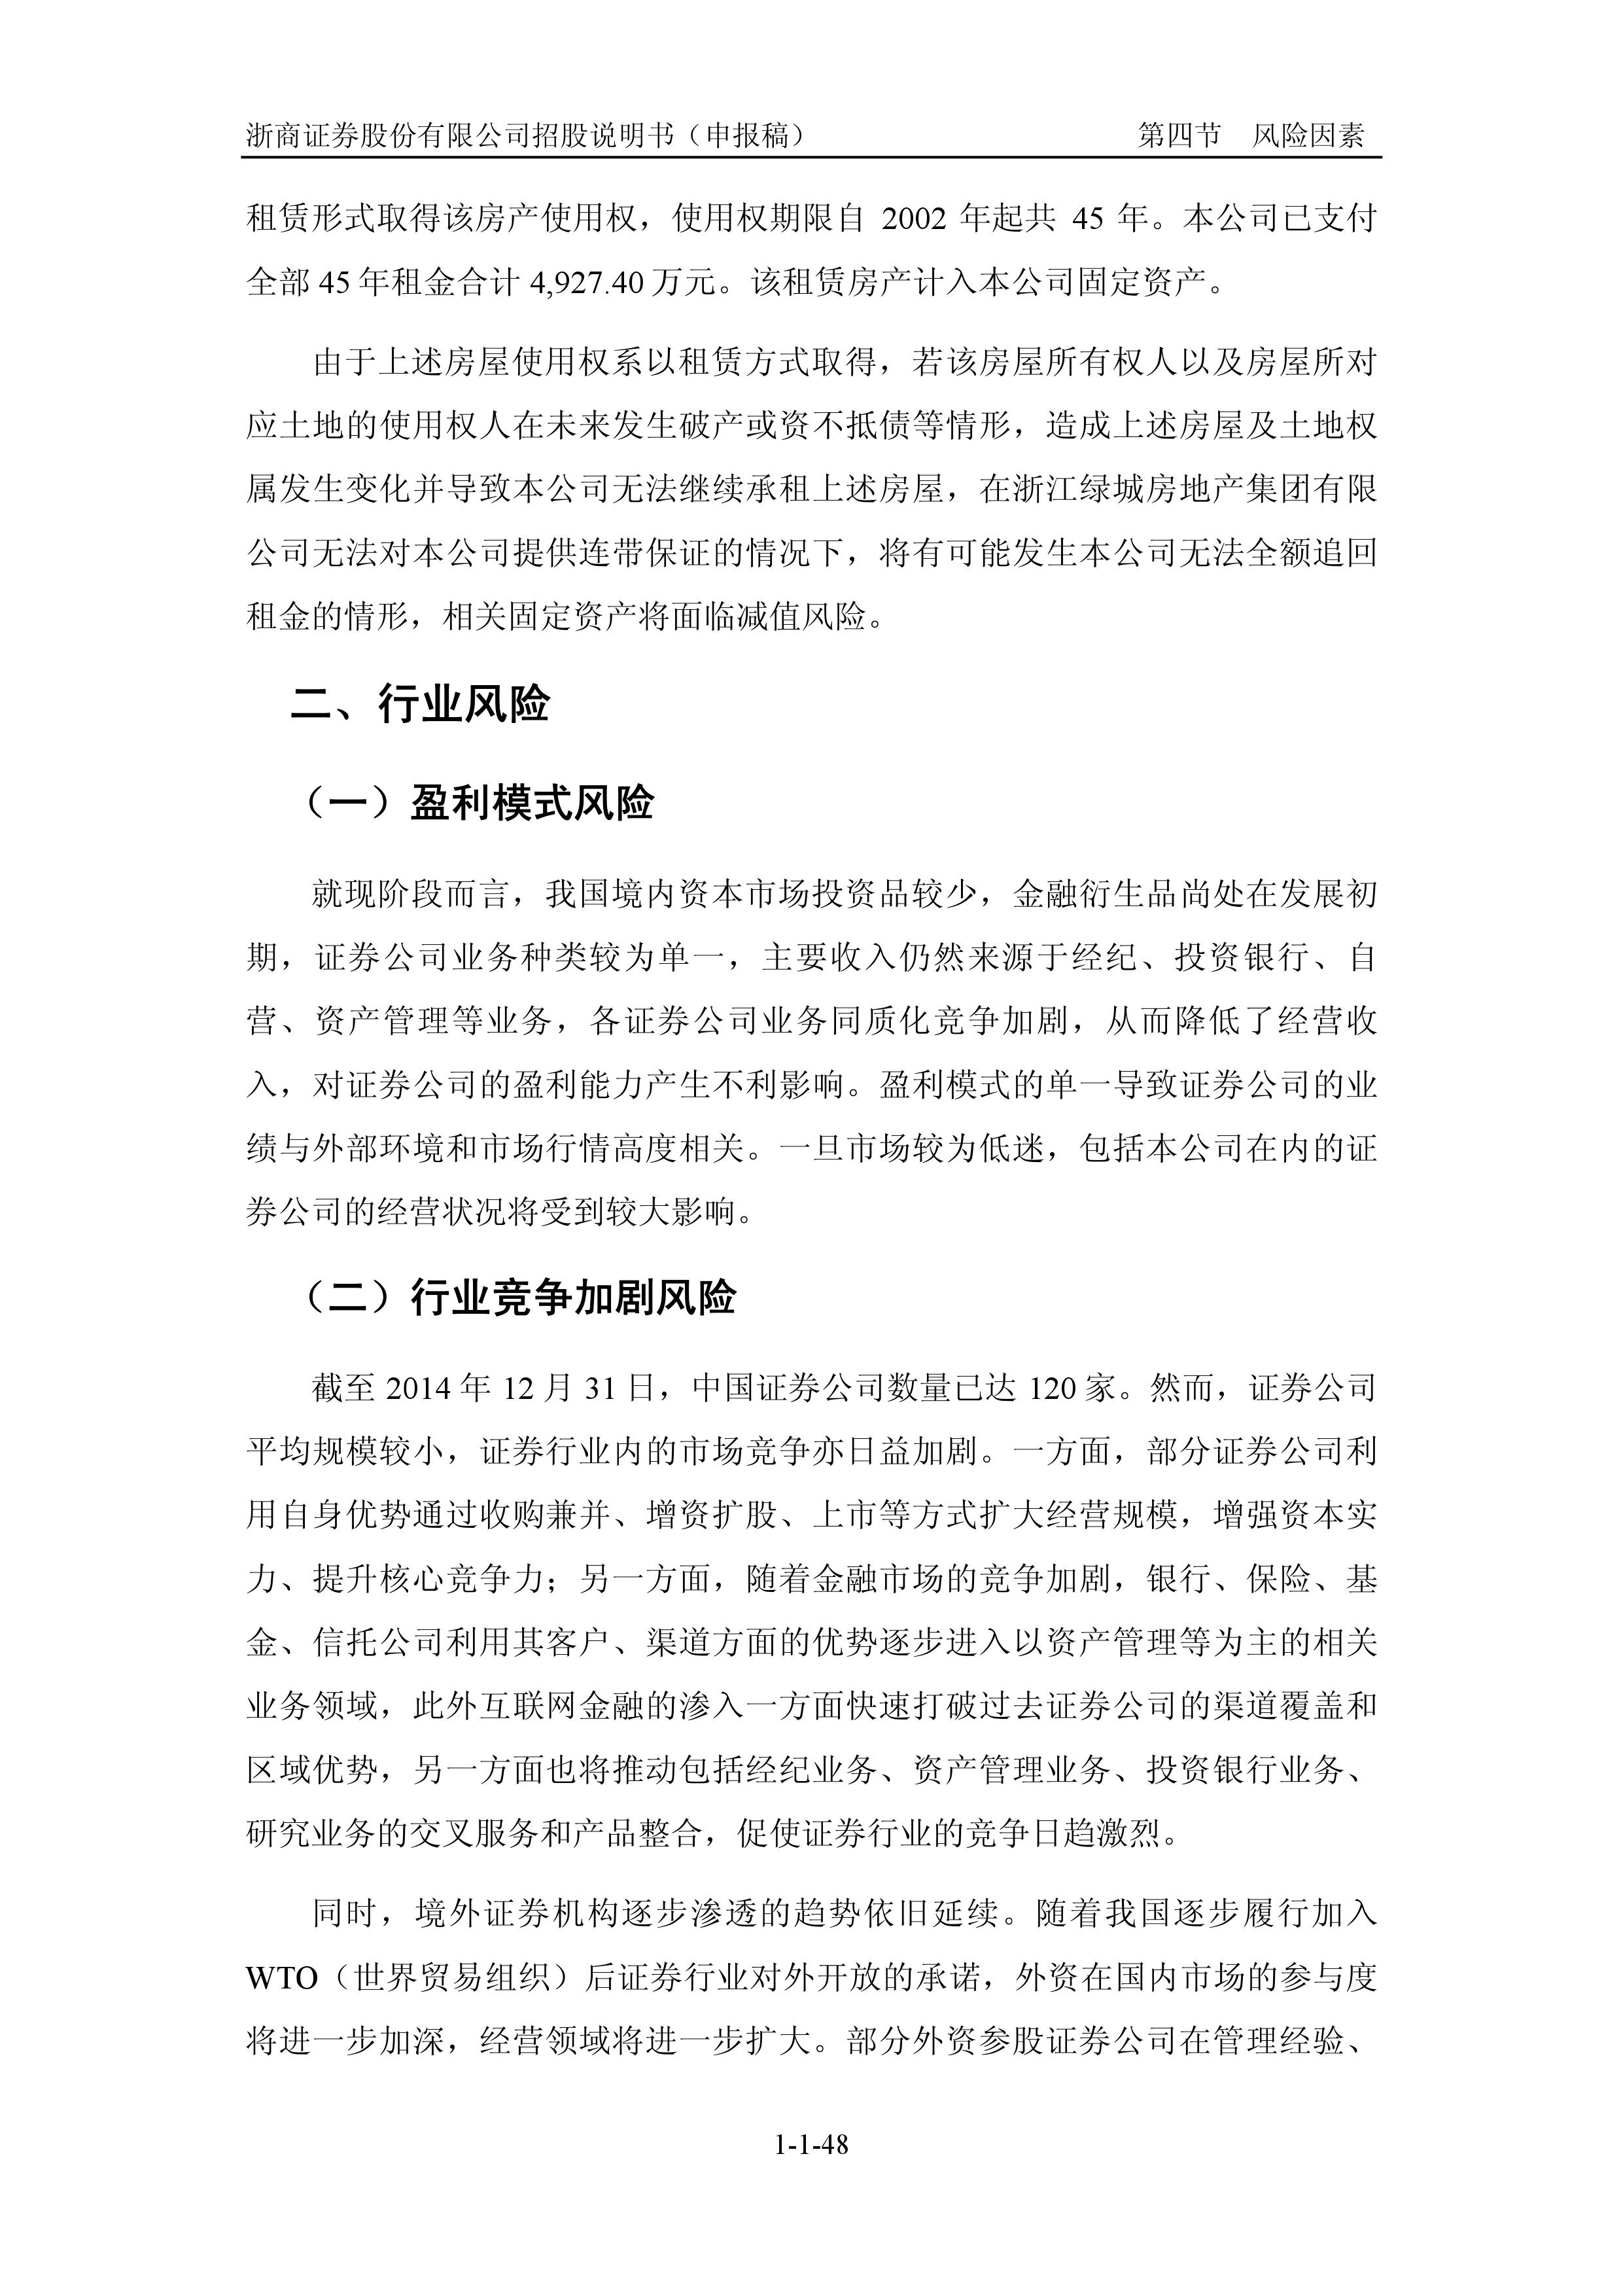 浙商证券股份有限公司招股说明书（申报稿） 第四节 风险因素
租赁形式取得该房产使用权，使用权期限自 2002 年起共 45 年。本公司已支付
全部 45 年租金合计 4,927.40 万元。该租赁房产计入本公司固定资产。
由于上述房屋使用权系以租赁方式取得，若该房屋所有权人以及房屋所对
应土地的使用权人在未来发生破产或资不抵债等情形，造成上述房屋及土地权
属发生变化并导致本公司无法继续承租上述房屋，在浙江绿城房地产集团有限
公司无法对本公司提供连带保证的情况下，将有可能发生本公司无法全额追回
租金的情形，相关固定资产将面临减值风险。
二、行业风险
（一）盈利模式风险
就现阶段而言，我国境内资本市场投资品较少，金融衍生品尚处在发展初
期，证券公司业务种类较为单一，主要收入仍然来源于经纪、投资银行、自
营、资产管理等业务，各证券公司业务同质化竞争加剧，从而降低了经营收
入，对证券公司的盈利能力产生不利影响。盈利模式的单一导致证券公司的业
绩与外部环境和市场行情高度相关。一旦市场较为低迷，包括本公司在内的证
券公司的经营状况将受到较大影响。
（二）行业竞争加剧风险
截至 2014 年 12 月 31 日，中国证券公司数量已达 120 家。然而，证券公司
平均规模较小，证券行业内的市场竞争亦日益加剧。一方面，部分证券公司利
用自身优势通过收购兼并、增资扩股、上市等方式扩大经营规模，增强资本实
力、提升核心竞争力；另一方面，随着金融市场的竞争加剧，银行、保险、基
金、信托公司利用其客户、渠道方面的优势逐步进入以资产管理等为主的相关
业务领域，此外互联网金融的渗入一方面快速打破过去证券公司的渠道覆盖和
区域优势，另一方面也将推动包括经纪业务、资产管理业务、投资银行业务、
研究业务的交叉服务和产品整合，促使证券行业的竞争日趋激烈。
同时，境外证券机构逐步渗透的趋势依旧延续。随着我国逐步履行加入
WTO（世界贸易组织）后证券行业对外开放的承诺，外资在国内市场的参与度
将进一步加深，经营领域将进一步扩大。部分外资参股证券公司在管理经验、
1-1-48